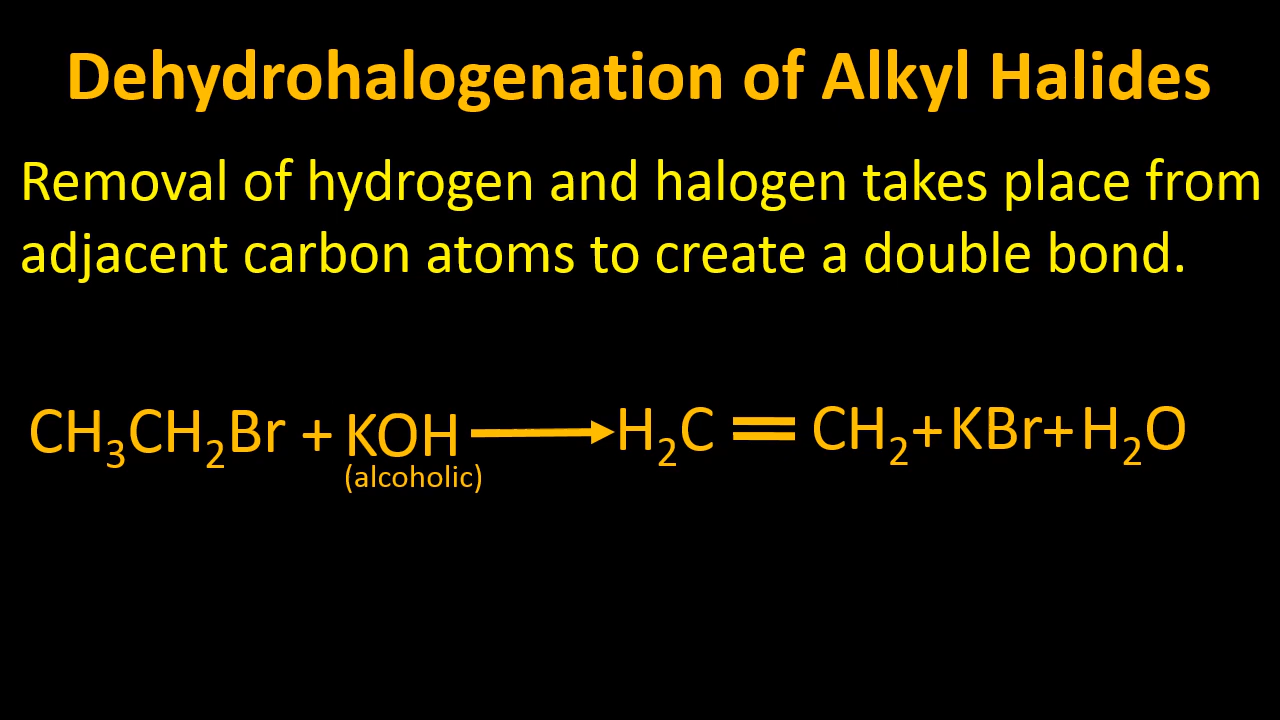 Dehydrohalogenation of Alkyl Halides
Removal of hydrogen and halogen takes place from
adjacent carbon atoms to create a double bond.
CH₃CH₂Br + KOH ⟶ H₂C = CH₂+KBr+H₂O
(alcoholic)